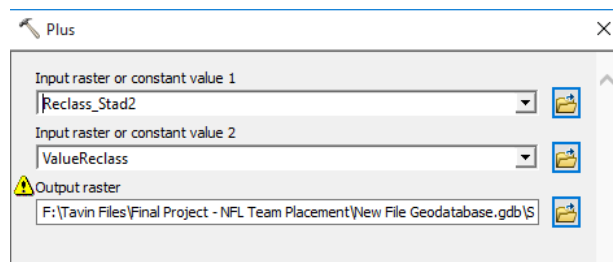 Plus
Input raster or constant value 1
Reclass_Stad2
Input raster or constant value 2
ValueReclass
Output raster
F:\Tavin Files\Final Project - NFL Team Placement\New File Geodatabase.gdb\S